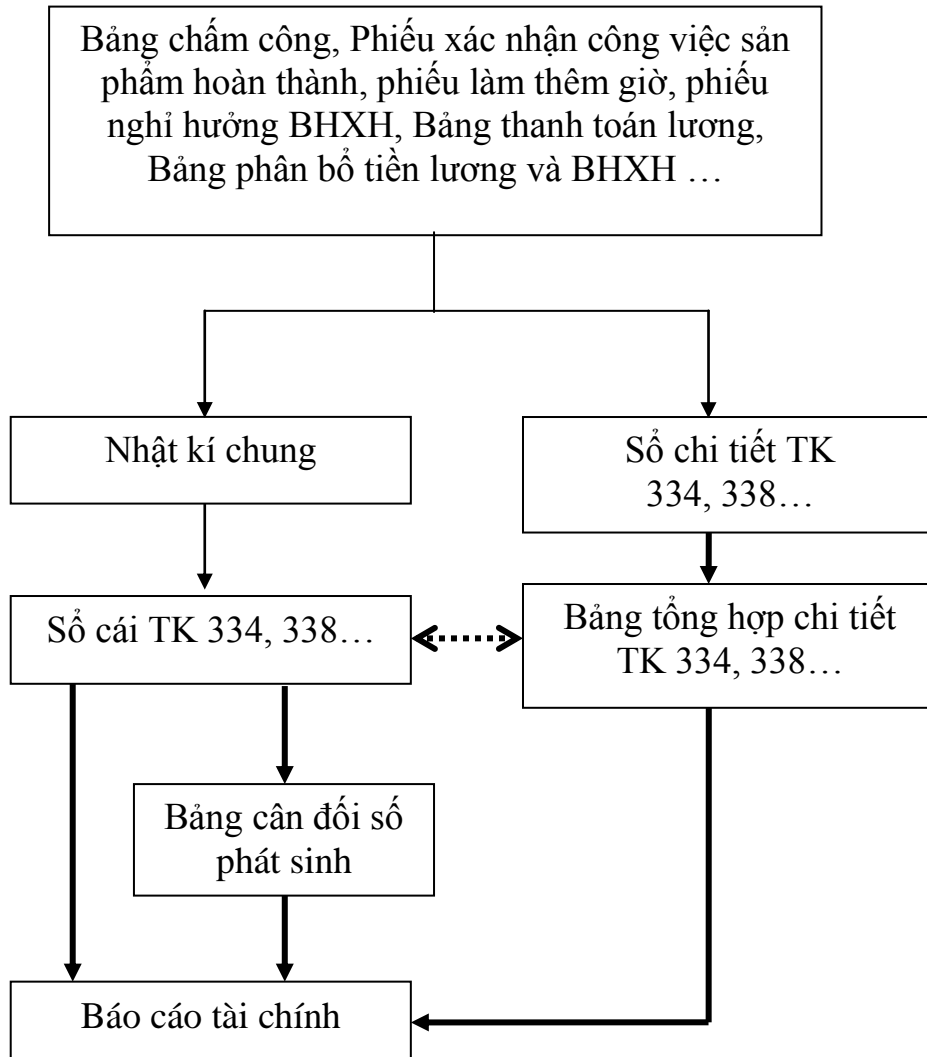 Bảng chấm công, Phiếu xác nhận công việc sản
phẩm hoàn thành, phiếu làm thêm giờ, phiếu
nghỉ hưởng BHXH, Bảng thanh toán lương,
Bảng phân bổ tiền lương và BHXH …
Nhật kí chung
Sổ chi tiết TK
334, 338…
Sổ cái TK 334, 338…
Bảng tổng hợp chi tiết
TK 334, 338…
Bảng cân đối số
phát sinh
Báo cáo tài chính